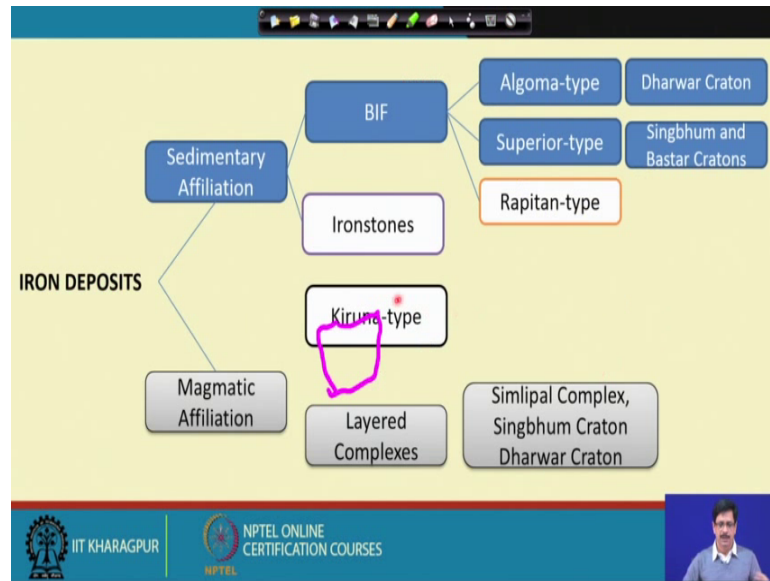 BIF
Algoma-type
Dharwar Craton
Sedimentary
Affiliation
Superior-type
Singbhum and
Bastar Cratons
Ironstones
Rapitan-type
IRON DEPOSITS
Kiruna-type
Magmatic
Affiliation
Layered
Complexes
Simlipal Complex,
Singbhum Craton
Dharwar Craton
IIT KHARAGPUR
NPTEL
NPTEL ONLINE
CERTIFICATION COURSES